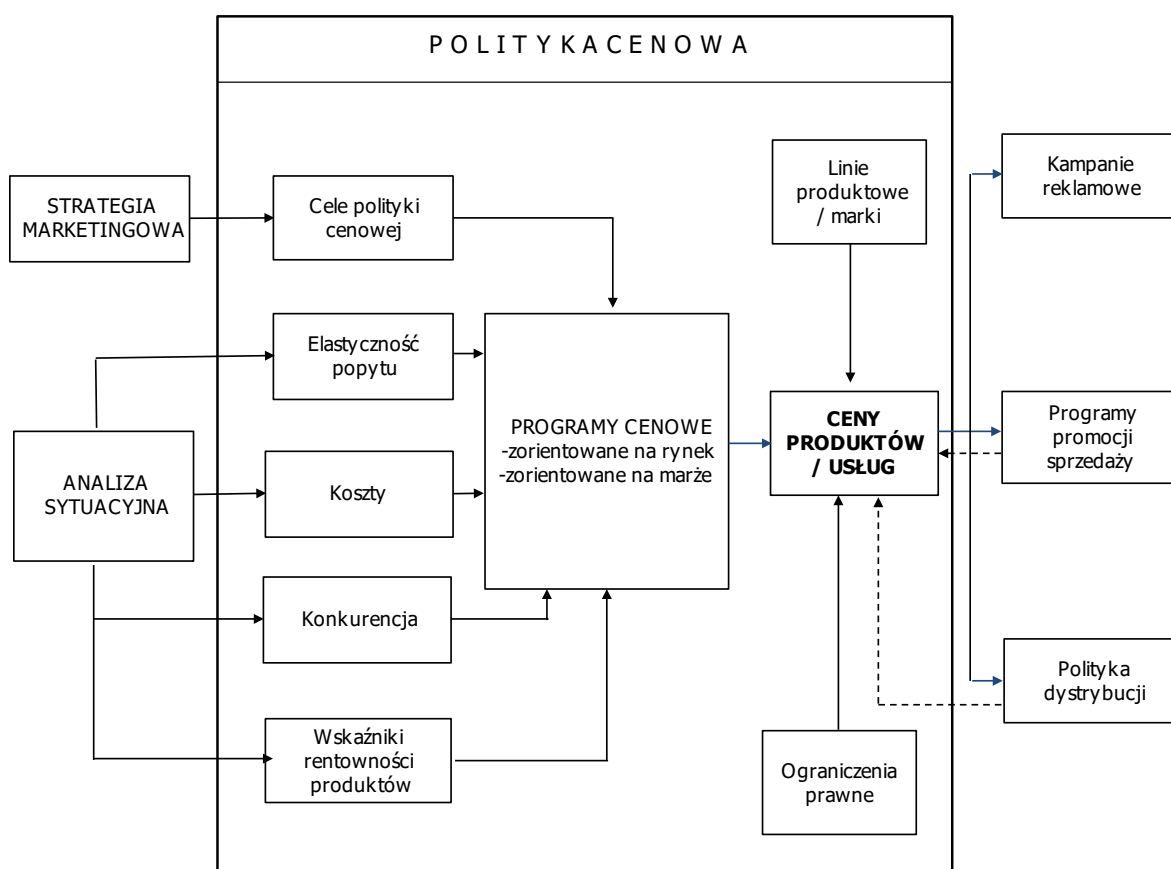 P O L I T Y K A C E N O W A
STRATEGIA
MARKETINGOWA
Cele polityki
cenowej
Linie
produktowe
/ marki
Kampanie
reklamowe
Elastyczność
popytu
ANALIZA
SYTUACYJNA
Koszty
PROGRAMY CENOWE
-zorientowane na rynek
-zorientowane na marże
CENY
PRODUKTÓW
/ USŁUG
Programy
promocji
sprzedaży
Konkurencja
Wskaźniki
rentowności
produktów
Ograniczenia
prawne
Polityka
dystrybucji